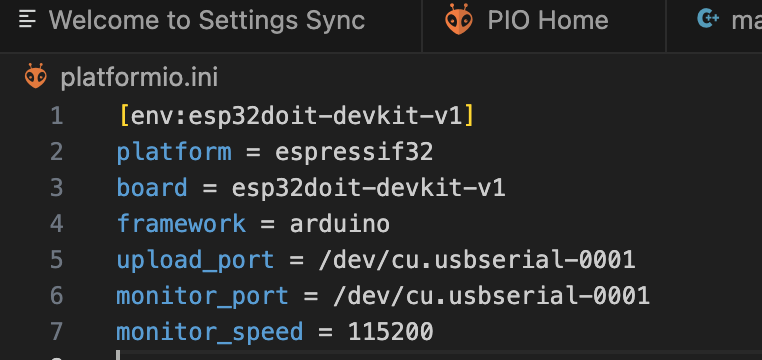 Welcome to Settings Sync PIO Home ma
platformio.ini
1 [env:esp32doit-devkit-v1]
2 platform = espressif32
3 board = esp32doit-devkit-v1
4 framework = arduino
5 upload_port = /dev/cu.usbserial-0001
6 monitor_port = /dev/cu.usbserial-0001
7 monitor_speed = 115200